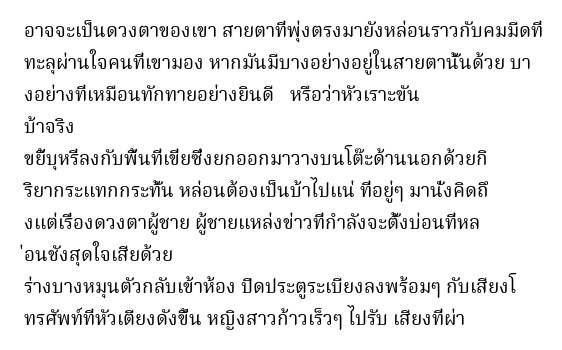 อาจจะเป็นดวงตาของเขา สายตาที่พุ่งตรงมายังหล่อนราวกับคมมีดที่
ทะลุผ่านใจคนที่เขามอง หากมันมีบางอย่างอยู่ในสายตานั้นด้วย บา
งอย่างที่เหมือนทักทายอย่างยินดี หรือว่าหัวเราะขัน
บ้าจริง
ขยี้บุหรี่ลงกับพื้นที่เขี่ยซึ่งยกออกมาวางบนโต๊ะด้านนอกด้วยกิ
ริยากระแทกกระทั้น หล่อนต้องเป็นบ้าไปแน่ ที่อยู่ๆ มานั่งคิดถึ
งแต่เรื่องดวงตาผู้ชาย ผู้ชายแหล่งข่าวที่กำลังจะตั้งบ่อนที่หล
่อนชังสุดใจเสียด้วย
ร่างบางหมุนตัวกลับเข้าห้อง ปิดประตูระเบียงลงพร้อมๆ กับเสียงโ
ทรศัพท์ที่หัวเตียงดังขึ้น หญิงสาวก้าวเร็วๆ ไปรับ เสียงที่ผ่า